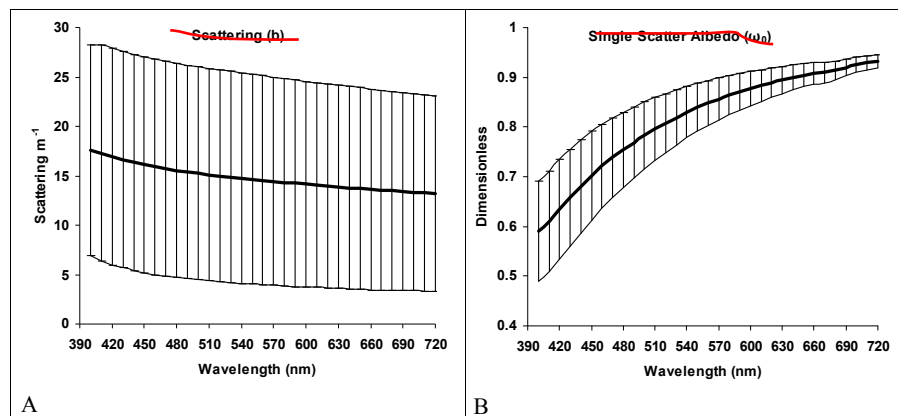 Scattering (b)
30
25
20
15
10
5
0
Scattering m⁻¹
390 420 450 480 510 540 570 600 630 660 690 720
Wavelength (nm)
A
Single Scatter Albedo (ω₀)
1
0.9
0.8
0.7
0.6
0.5
0.4
Dimensionless
390 420 450 480 510 540 570 600 630 660 690 720
Wavelength (nm)
B